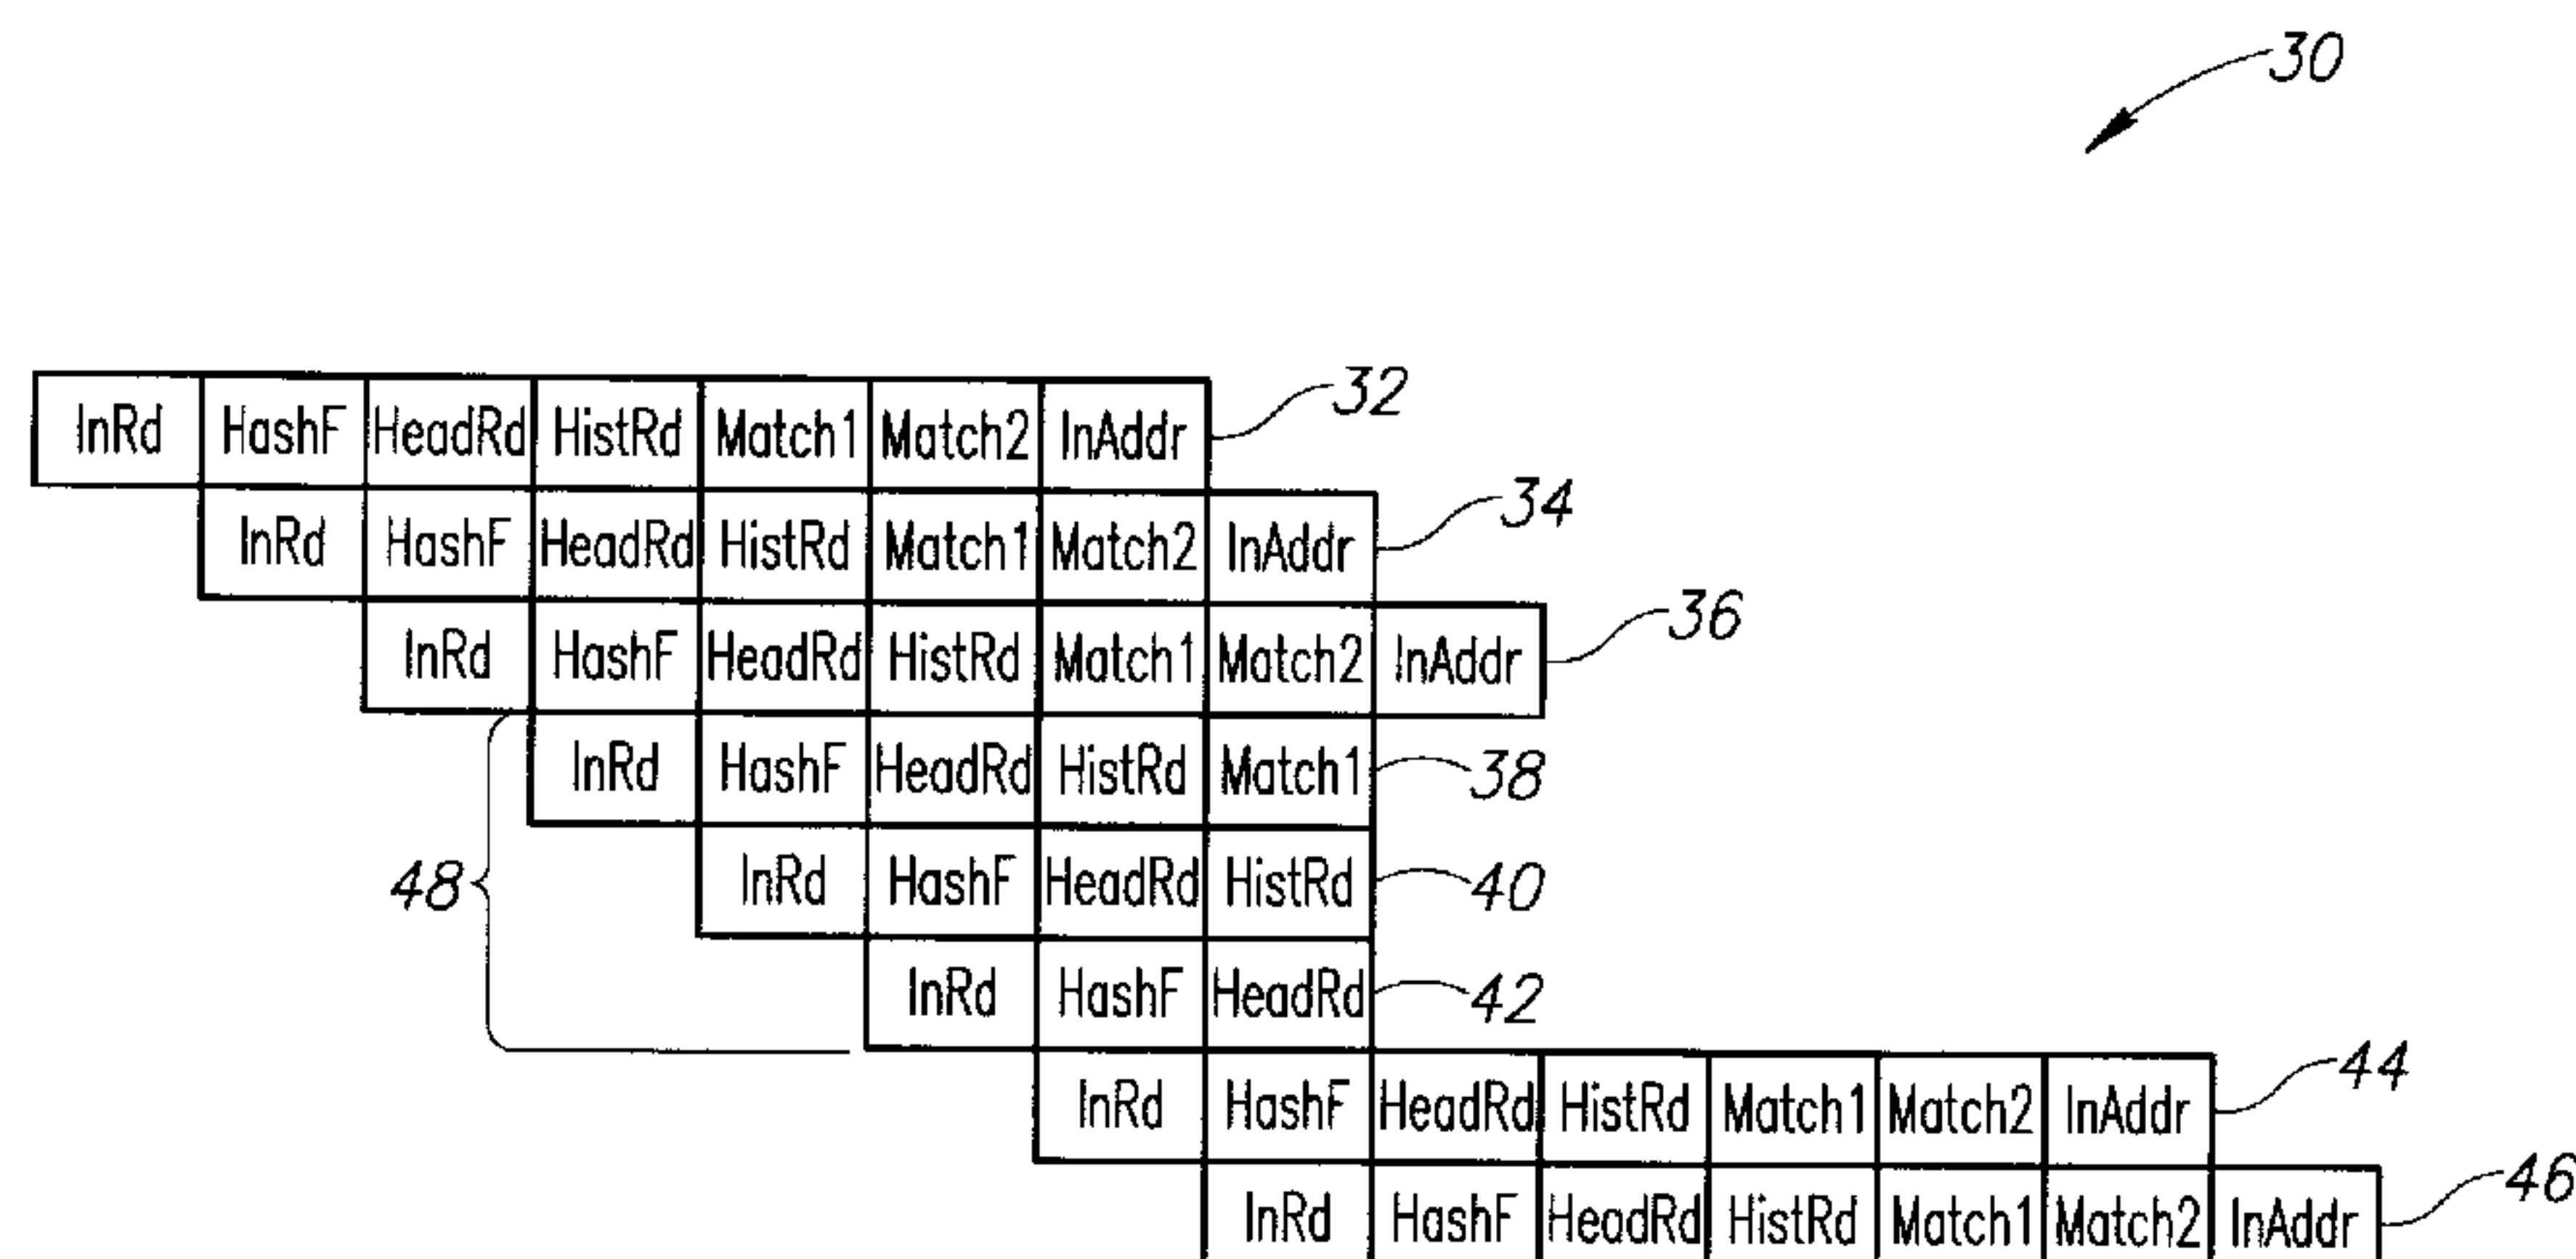 30
InRd HashF HeadRd HistRd Match1 Match2 InAddr 32
InRd HashF HeadRd HistRd Match1 Match2 InAddr 34
InRd HashF HeadRd HistRd Match1 Match2 InAddr 36
InRd HashF HeadRd HistRd Match1 38
48 InRd HashF HeadRd HistRd 40
InRd HashF HeadRd 42
InRd HashF HeadRd HistRd Match1 Match2 InAddr 44
InRd HashF HeadRd HistRd Match1 Match2 InAddr 46